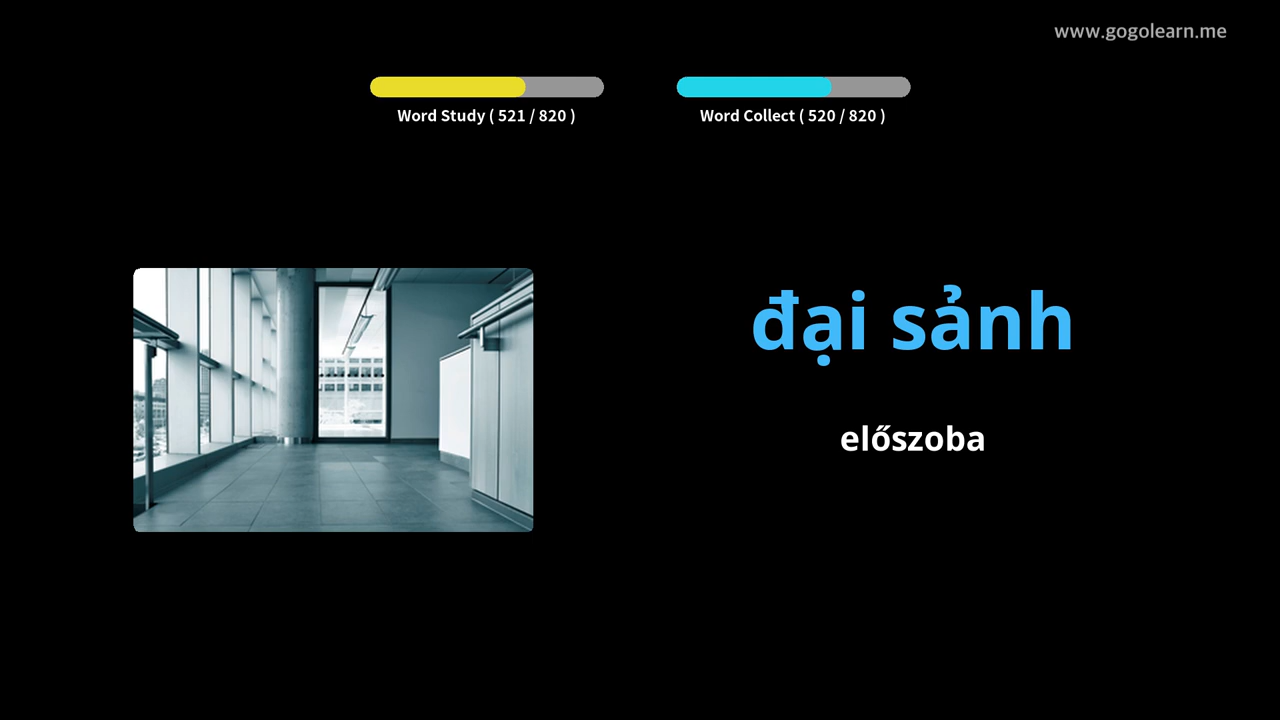 www.gogolearn.me
Word Study ( 521 / 820 )
Word Collect ( 520 / 820 )
đại sảnh
előszoba